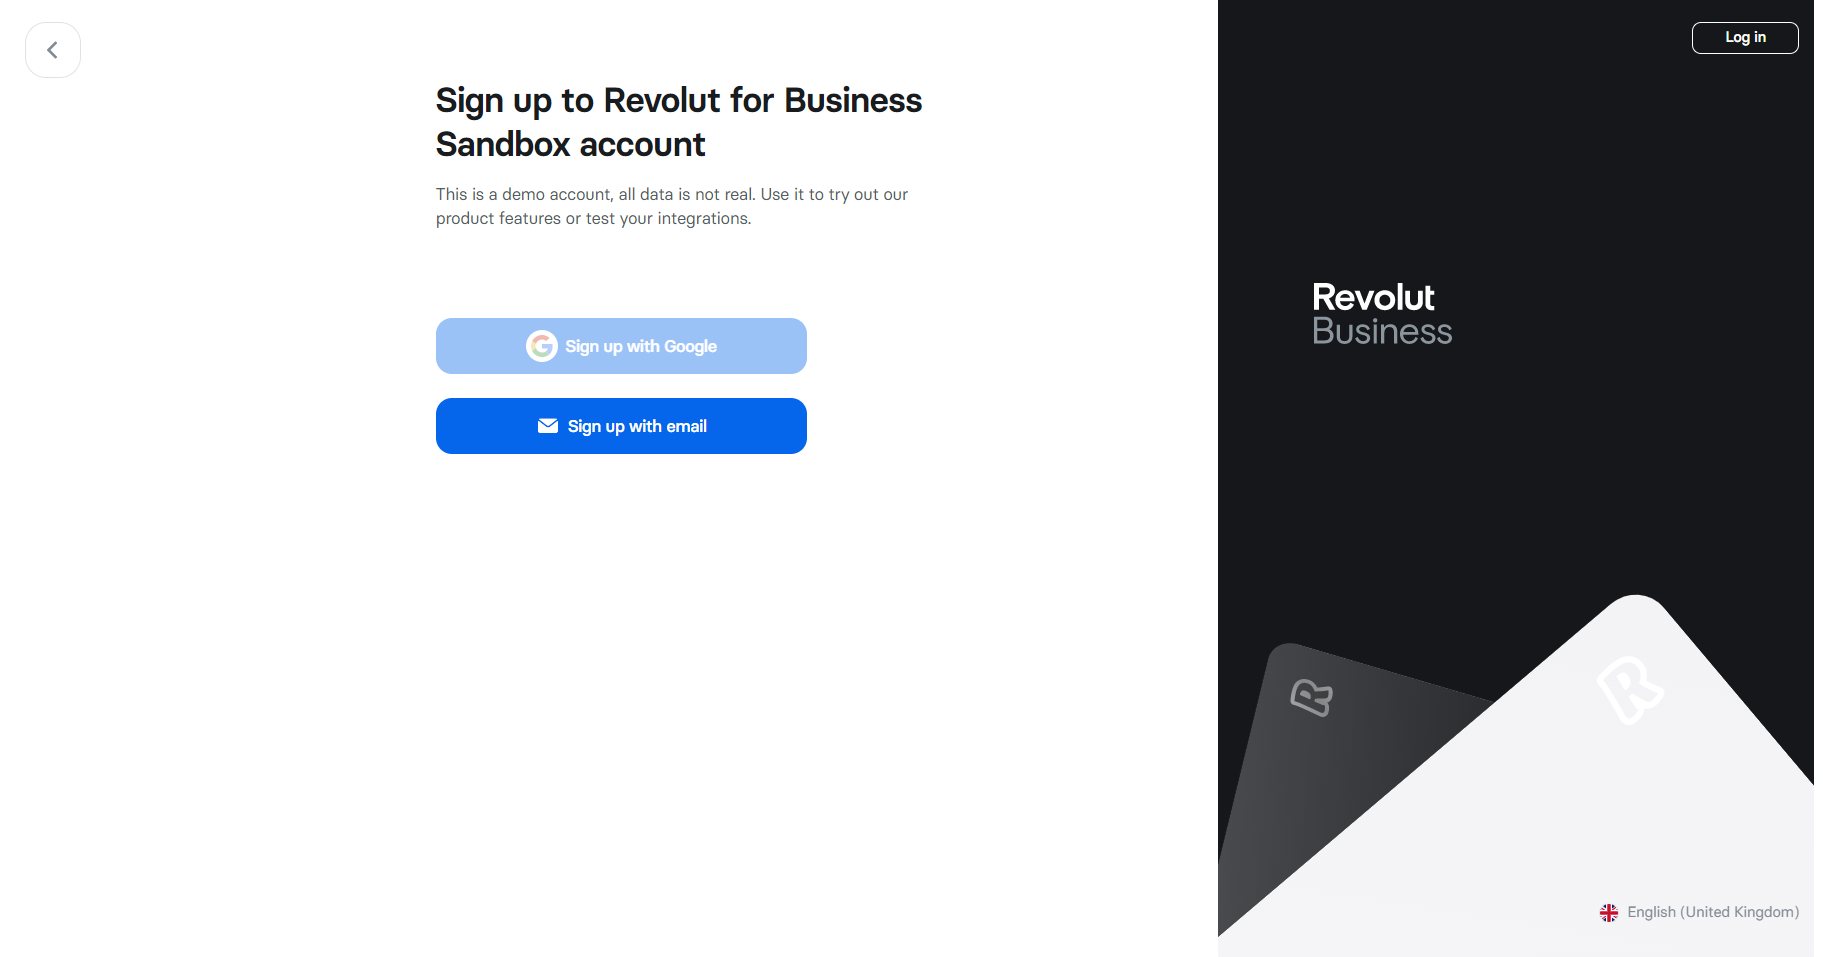 Log in
Sign up to Revolut for Business
Sandbox account
This is a demo account, all data is not real. Use it to try out our
product features or test your integrations.
Sign up with Google
Sign up with email
Revolut
Business
R
R
English (United Kingdom)